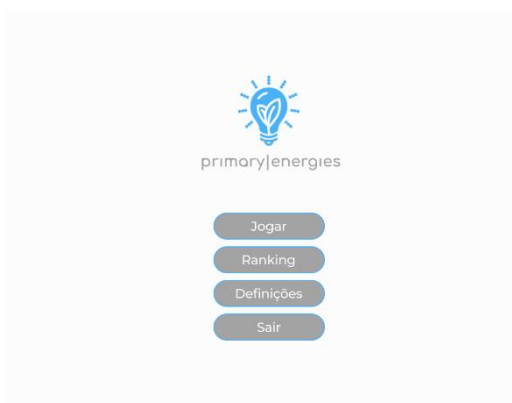 primary|energies
Jogar
Ranking
Definições
Sair